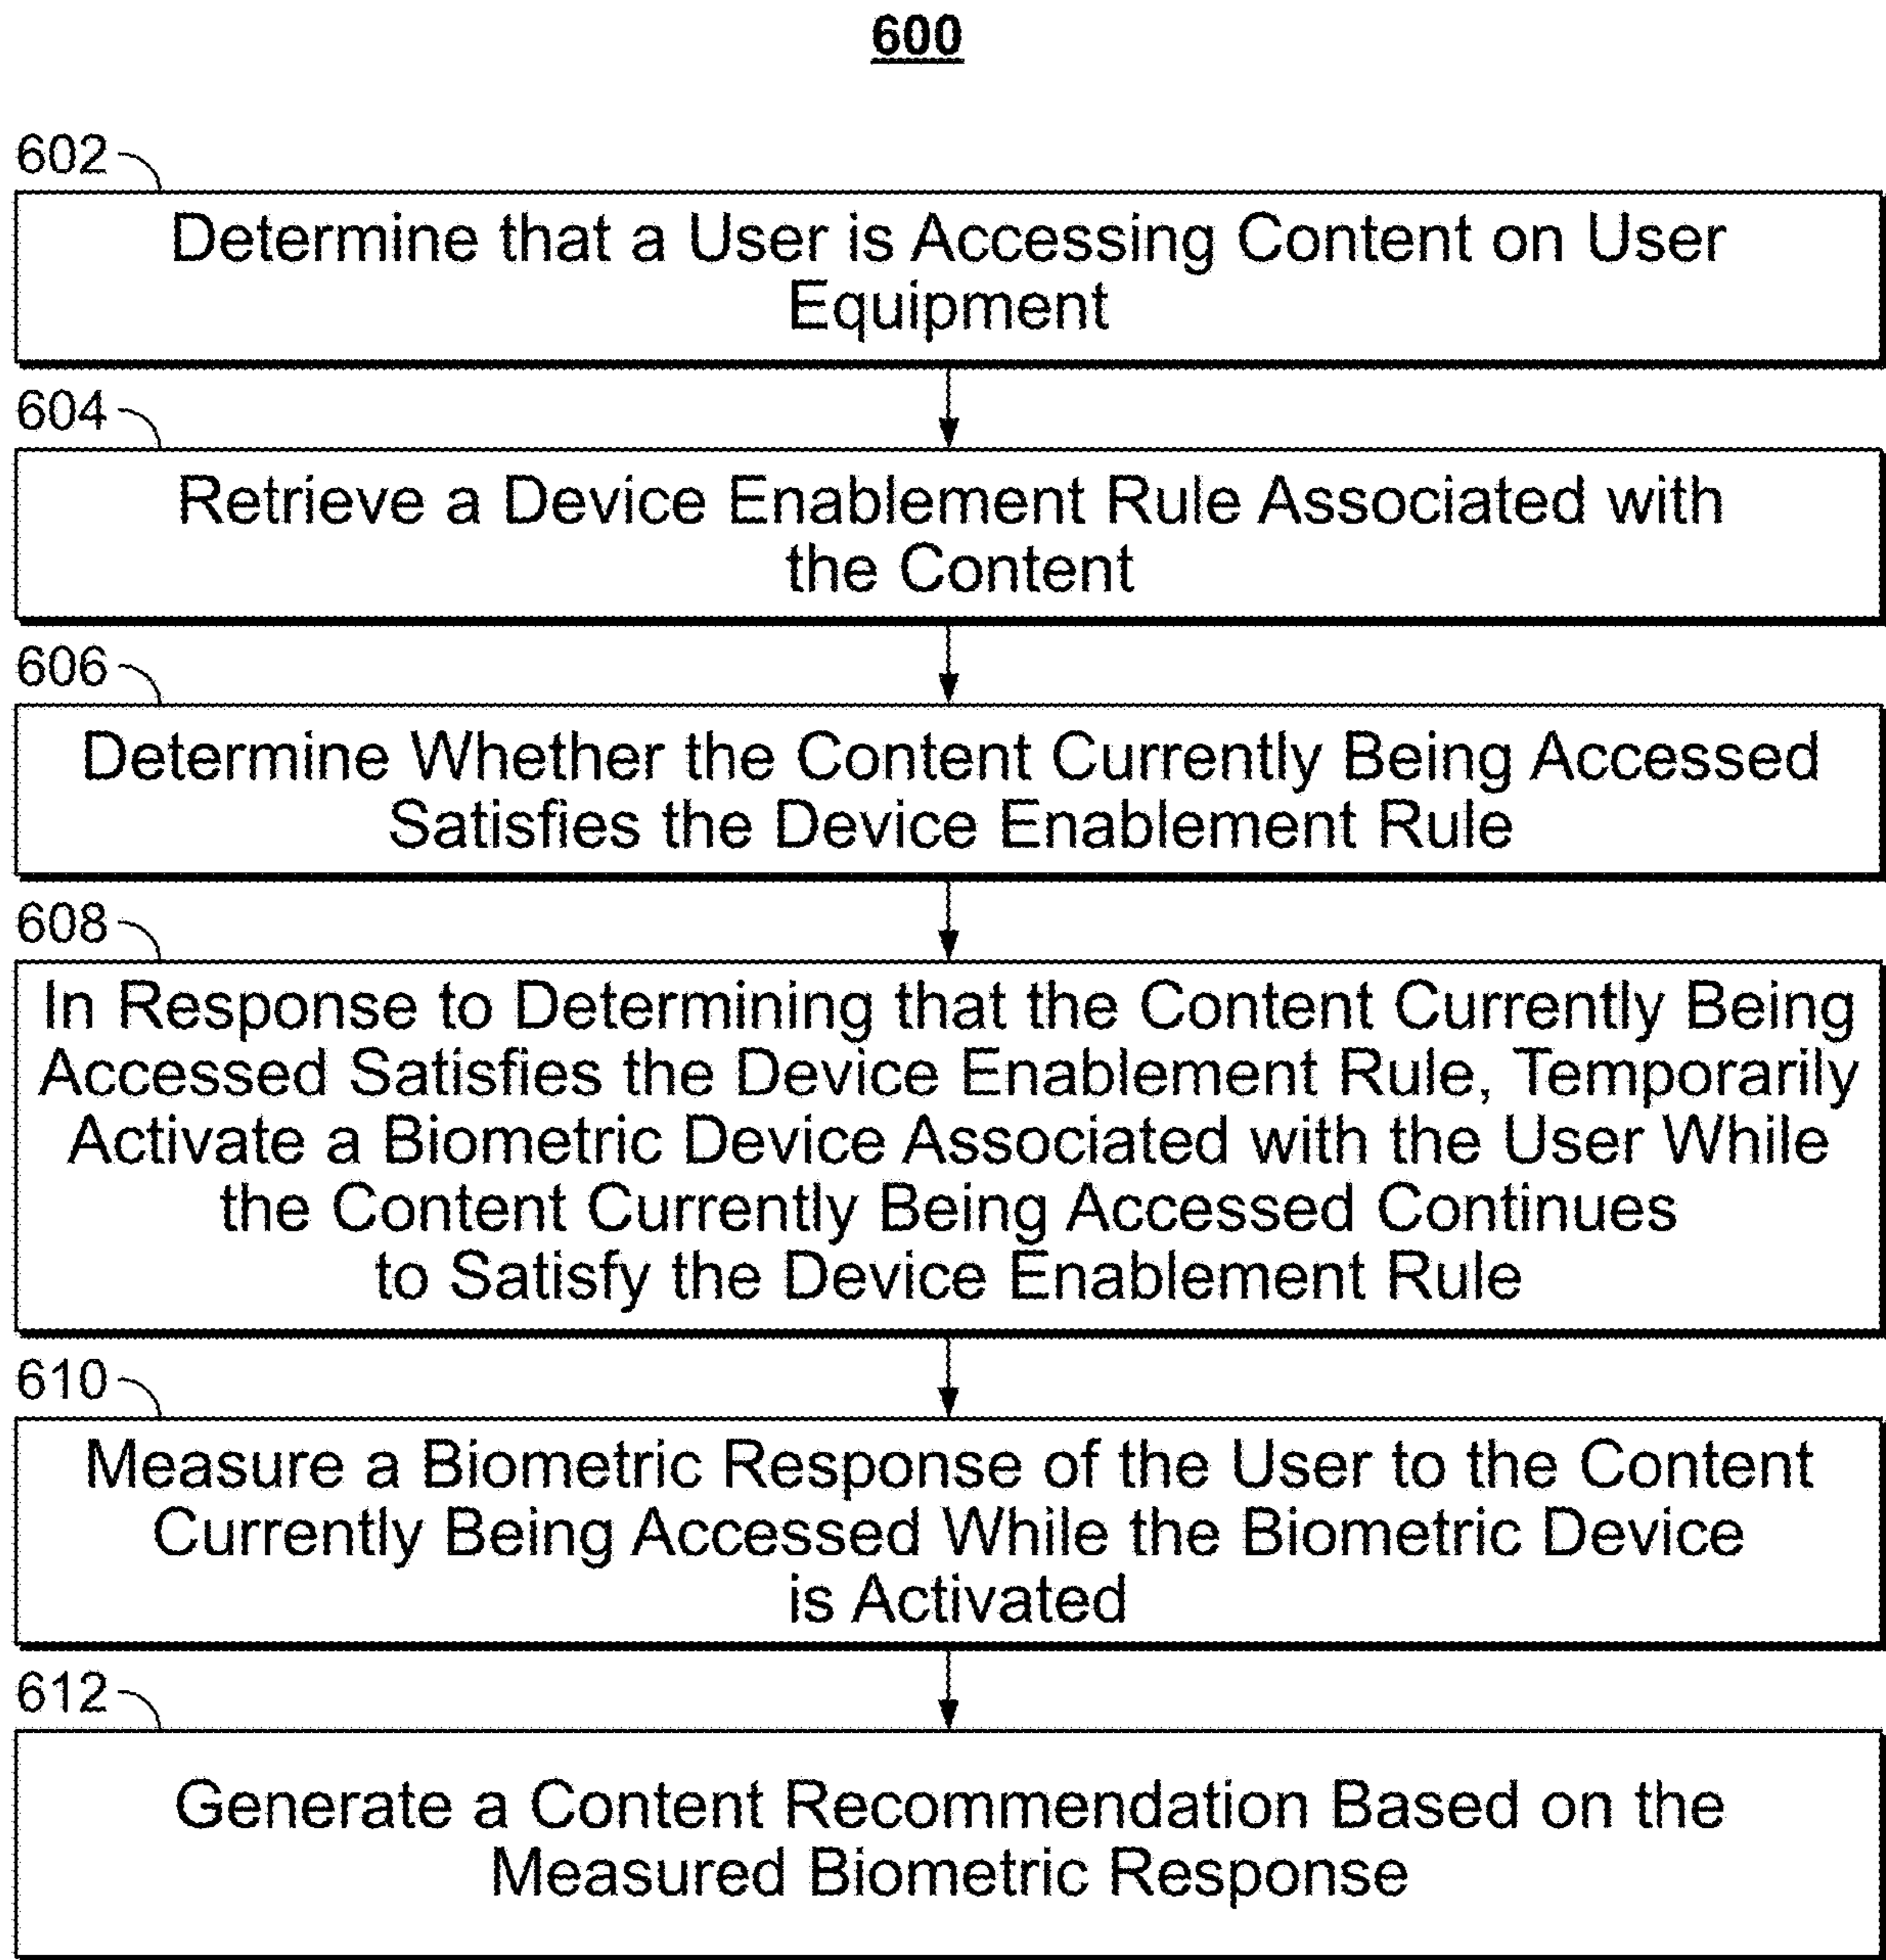 600
602
Determine that a User is Accessing Content on User
Equipment
604
Retrieve a Device Enablement Rule Associated with
the Content
606
Determine Whether the Content Currently Being Accessed
Satisfies the Device Enablement Rule
608
In Response to Determining that the Content Currently Being
Accessed Satisfies the Device Enablement Rule, Temporarily
Activate a Biometric Device Associated with the User While
the Content Currently Being Accessed Continues
to Satisfy the Device Enablement Rule
610
Measure a Biometric Response of the User to the Content
Currently Being Accessed While the Biometric Device
is Activated
612
Generate a Content Recommendation Based on the
Measured Biometric Response